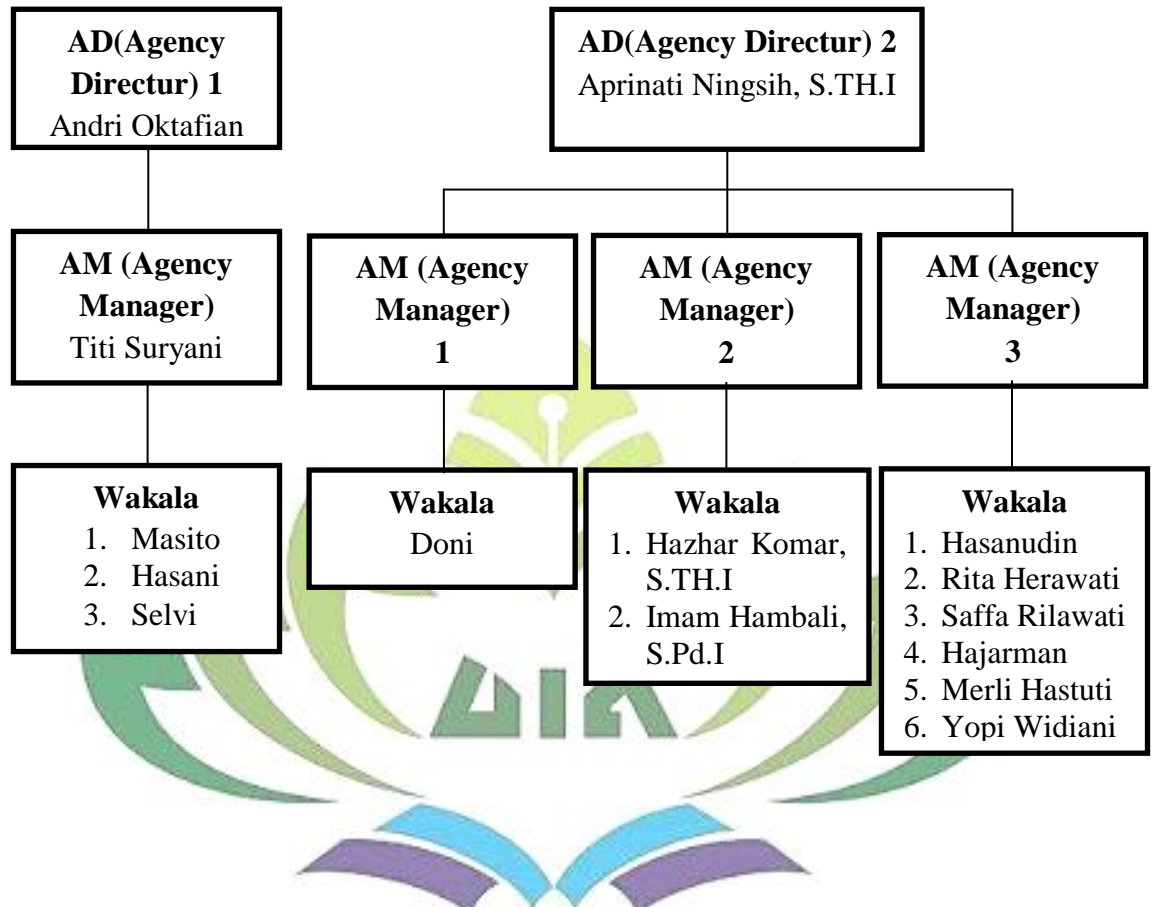 AD(Agency
Directur) 1
Andri Oktafian
AD(Agency Directur) 2
Aprinati Ningsih, S.TH.I
AM (Agency
Manager)
Titi Suryani
AM (Agency
Manager)
1
AM (Agency
Manager)
2
AM (Agency
Manager)
3
Wakala
1. Masito
2. Hasani
3. Selvi
Wakala
Doni
Wakala
1. Hazhar Komar,
S.TH.I
2. Imam Hambali,
S.Pd.I
Wakala
1. Hasanudin
2. Rita Herawati
3. Saffa Rilawati
4. Hajarman
5. Merli Hastuti
6. Yopi Widiani